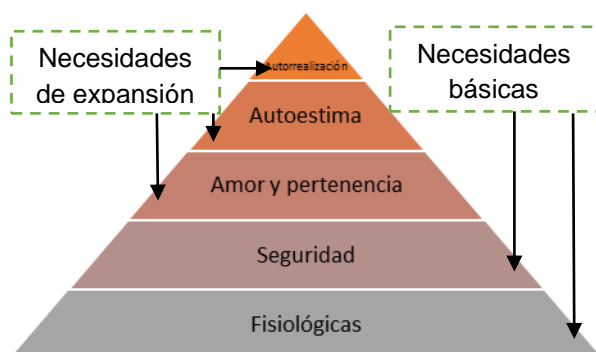 Necesidades
de expansión
Necesidades
básicas
Autorrealización
Autoestima
Amor y pertenencia
Seguridad
Fisiológicas